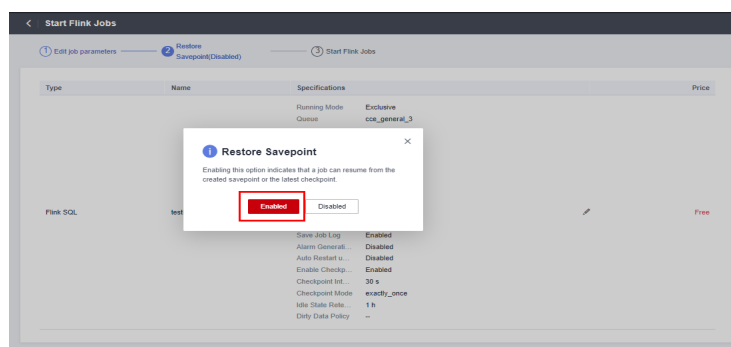 Start Flink Jobs
1 Edit job parameters
2 Restore
Savepoint(Disabled)
3 Start Flink Jobs
Type Name Specifications Price
Running Mode Exclusive
Queue cce_general_3
Restore Savepoint
Enabling this option indicates that a job can resume from the
created savepoint or the latest checkpoint.
Enabled Disabled
Flink SQL test Free
Save Job Log Enabled
Alarm Generati... Disabled
Auto Restart u... Disabled
Enable Checkp... Enabled
Checkpoint Int... 30 s
Checkpoint Mode exactly_once
Idle State Rete... 1 h
Dirty Data Policy --